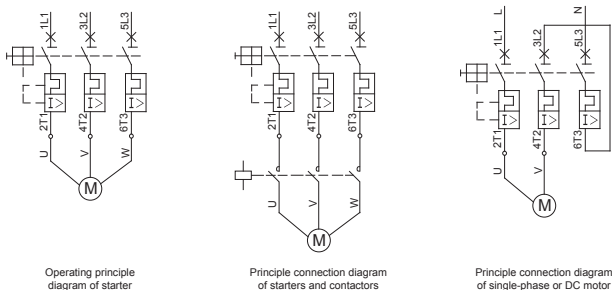 1L1 3L2 5L3
I> I> I>
2T1 4T2 6T3
U V W
M
Operating principle
diagram of starter
1L1 3L2 5L3
I> I> I>
2T1 4T2 6T3
U V W
M
Principle connection diagram
of starters and contactors
L N
1L1 3L2 5L3
I> I> I>
2T1 4T2 6T3
U V
M
Principle connection diagram
of single-phase or DC motor